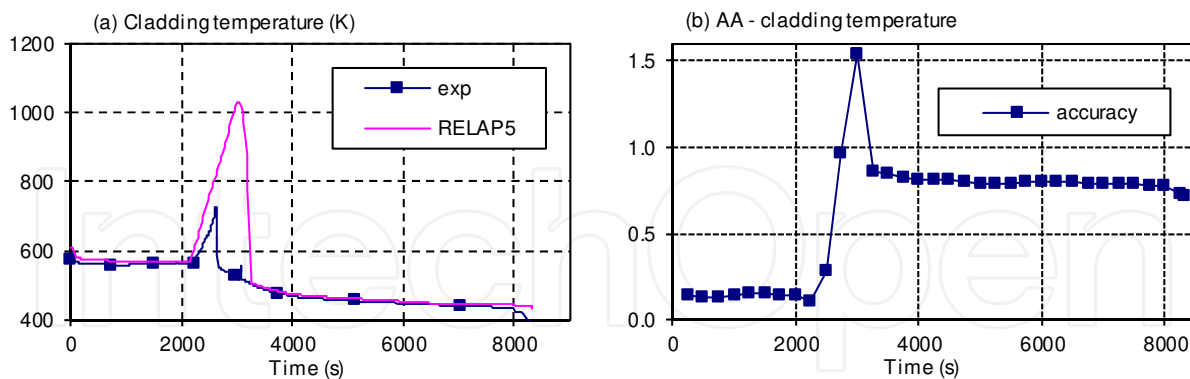 (a) Cladding temperature (K)
1200
1000
800
600
400
0
2000
4000
6000
8000
Time (s)
exp
RELAP5
(b) AA - cladding temperature
1.5
1.0
0.5
0.0
0
2000
4000
6000
8000
Time (s)
accuracy
IntechOpen